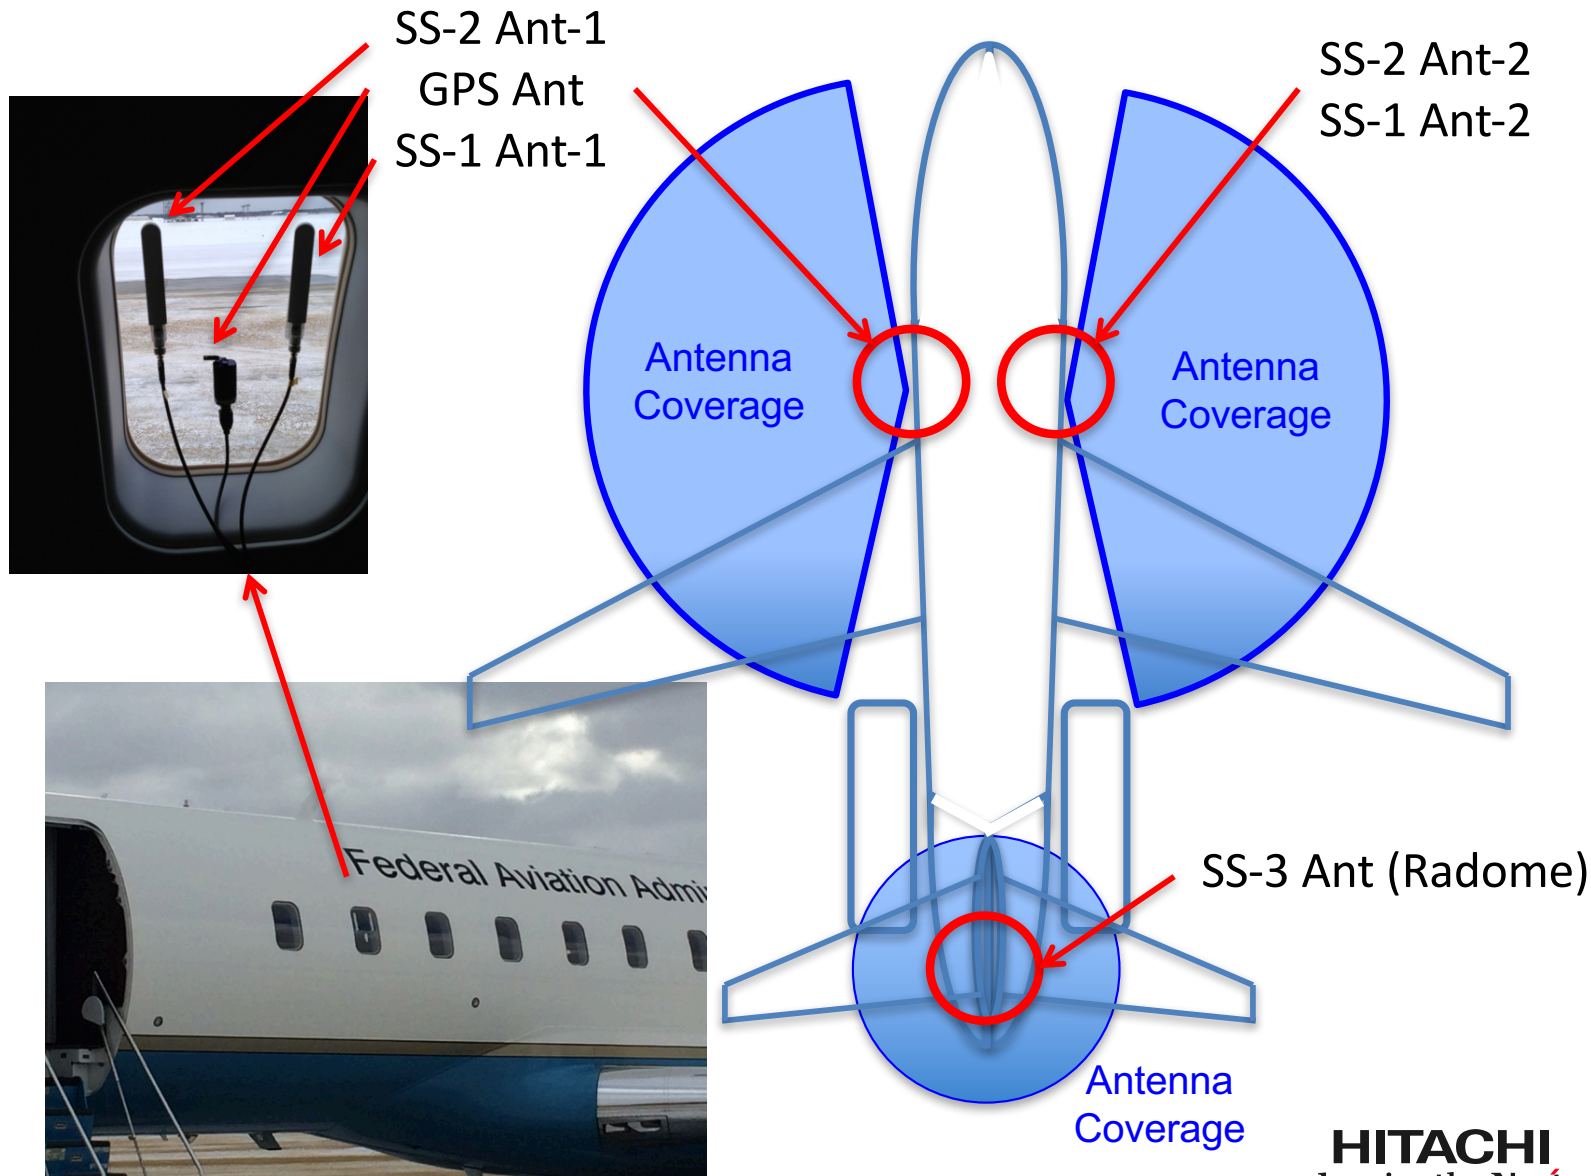 SS-2 Ant-1
GPS Ant
SS-1 Ant-1
SS-2 Ant-2
SS-1 Ant-2
Antenna
Coverage
Antenna
Coverage
Federal Aviation
SS-3 Ant (Radome)
Antenna
Coverage
HITACHI